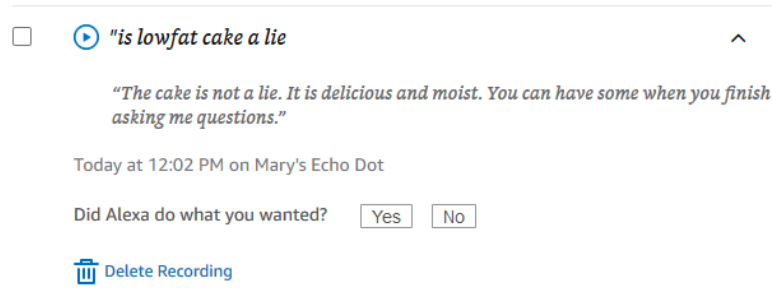 "is lowfat cake a lie
“The cake is not a lie. It is delicious and moist. You can have some when you finish
asking me questions.”
Today at 12:02 PM on Mary's Echo Dot
Did Alexa do what you wanted? Yes No
Delete Recording